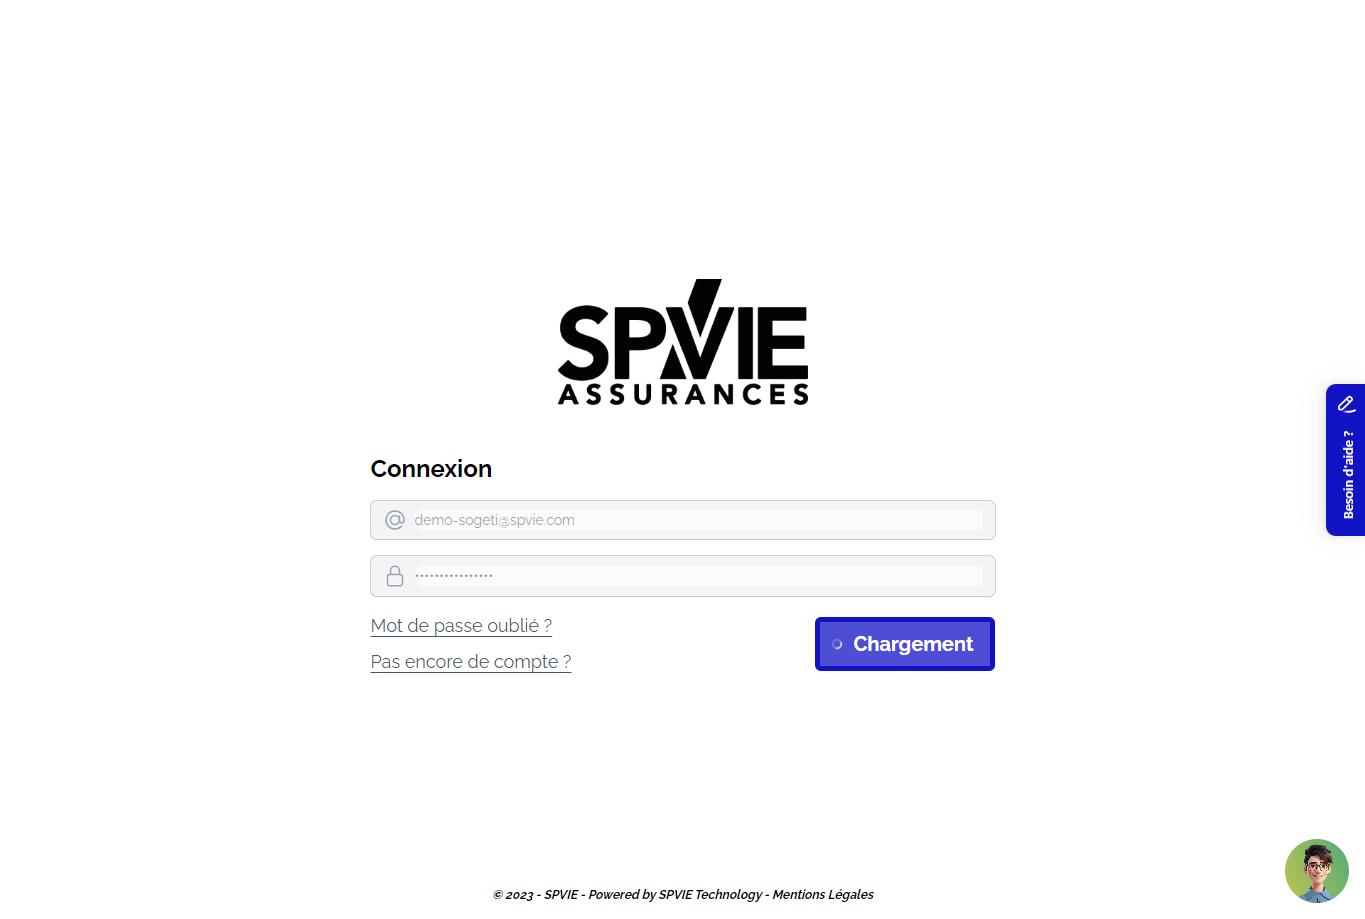 SPVIE
ASSURANCES
Connexion
demo-sogeti@spvie.com
••••••••••••••••
Mot de passe oublié ?
Chargement
Pas encore de compte ?
Besoin d'aide ?
© 2023 - SPVIE - Powered by SPVIE Technology - Mentions Légales